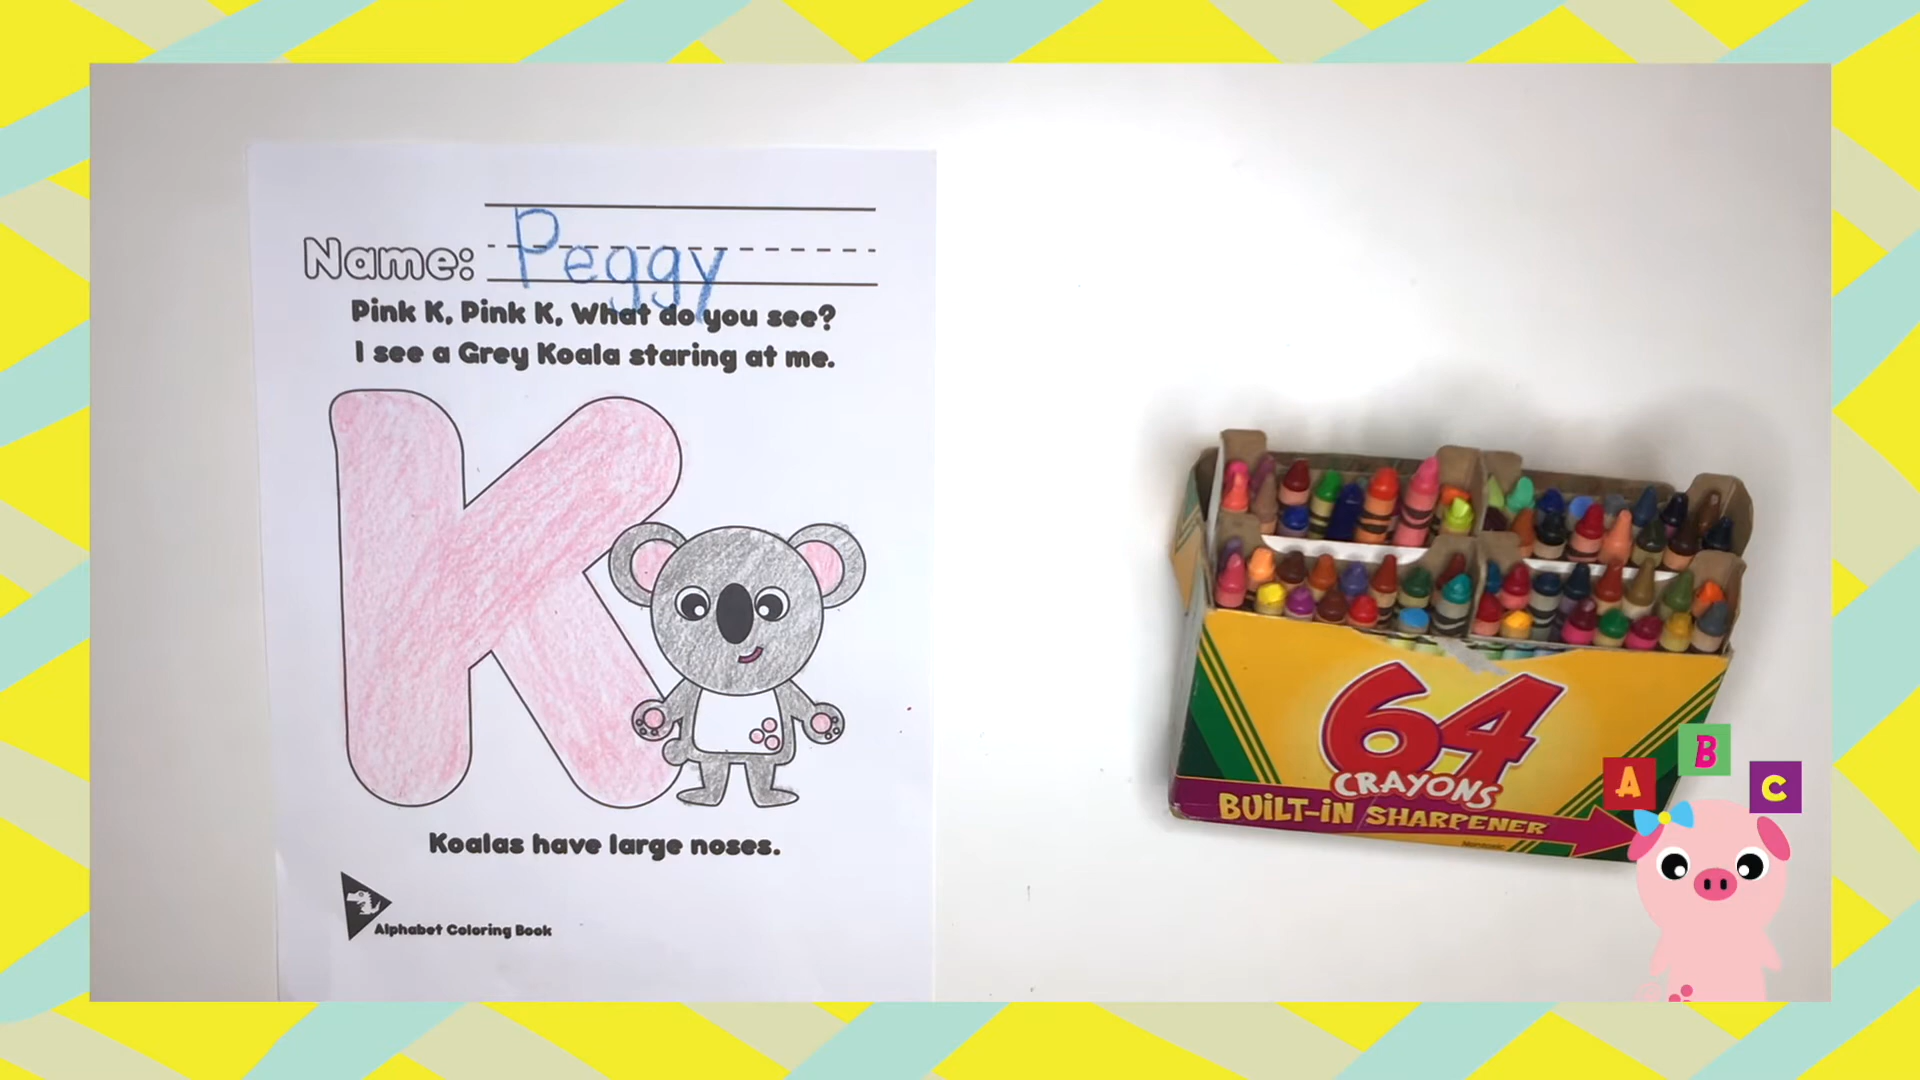 Name: Peggy
Pink K, Pink K, What do you see?
I see a Grey Koala staring at me.
K
Koalas have large noses.
Alphabet Coloring Book
64
CRAYONS
BUILT-IN SHARPENER
Nontoxic
A B C